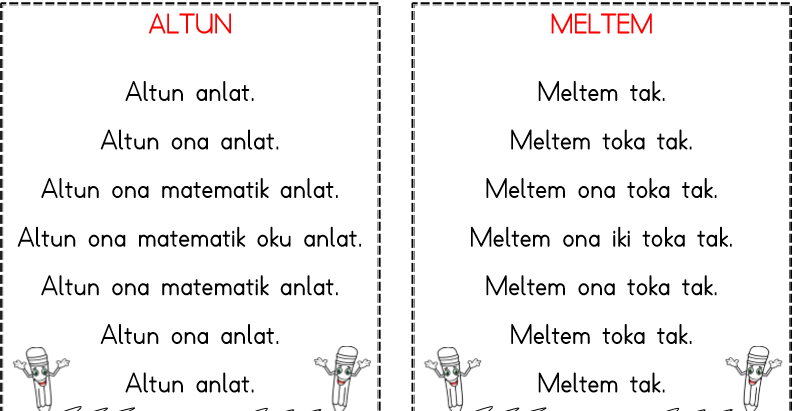 ALTUN
Altun anlat.
Altun ona anlat.
Altun ona matematik anlat.
Altun ona matematik oku anlat.
Altun ona matematik anlat.
Altun ona anlat.
Altun anlat.
MELTEM
Meltem tak.
Meltem toka tak.
Meltem ona toka tak.
Meltem ona iki toka tak.
Meltem ona toka tak.
Meltem toka tak.
Meltem tak.